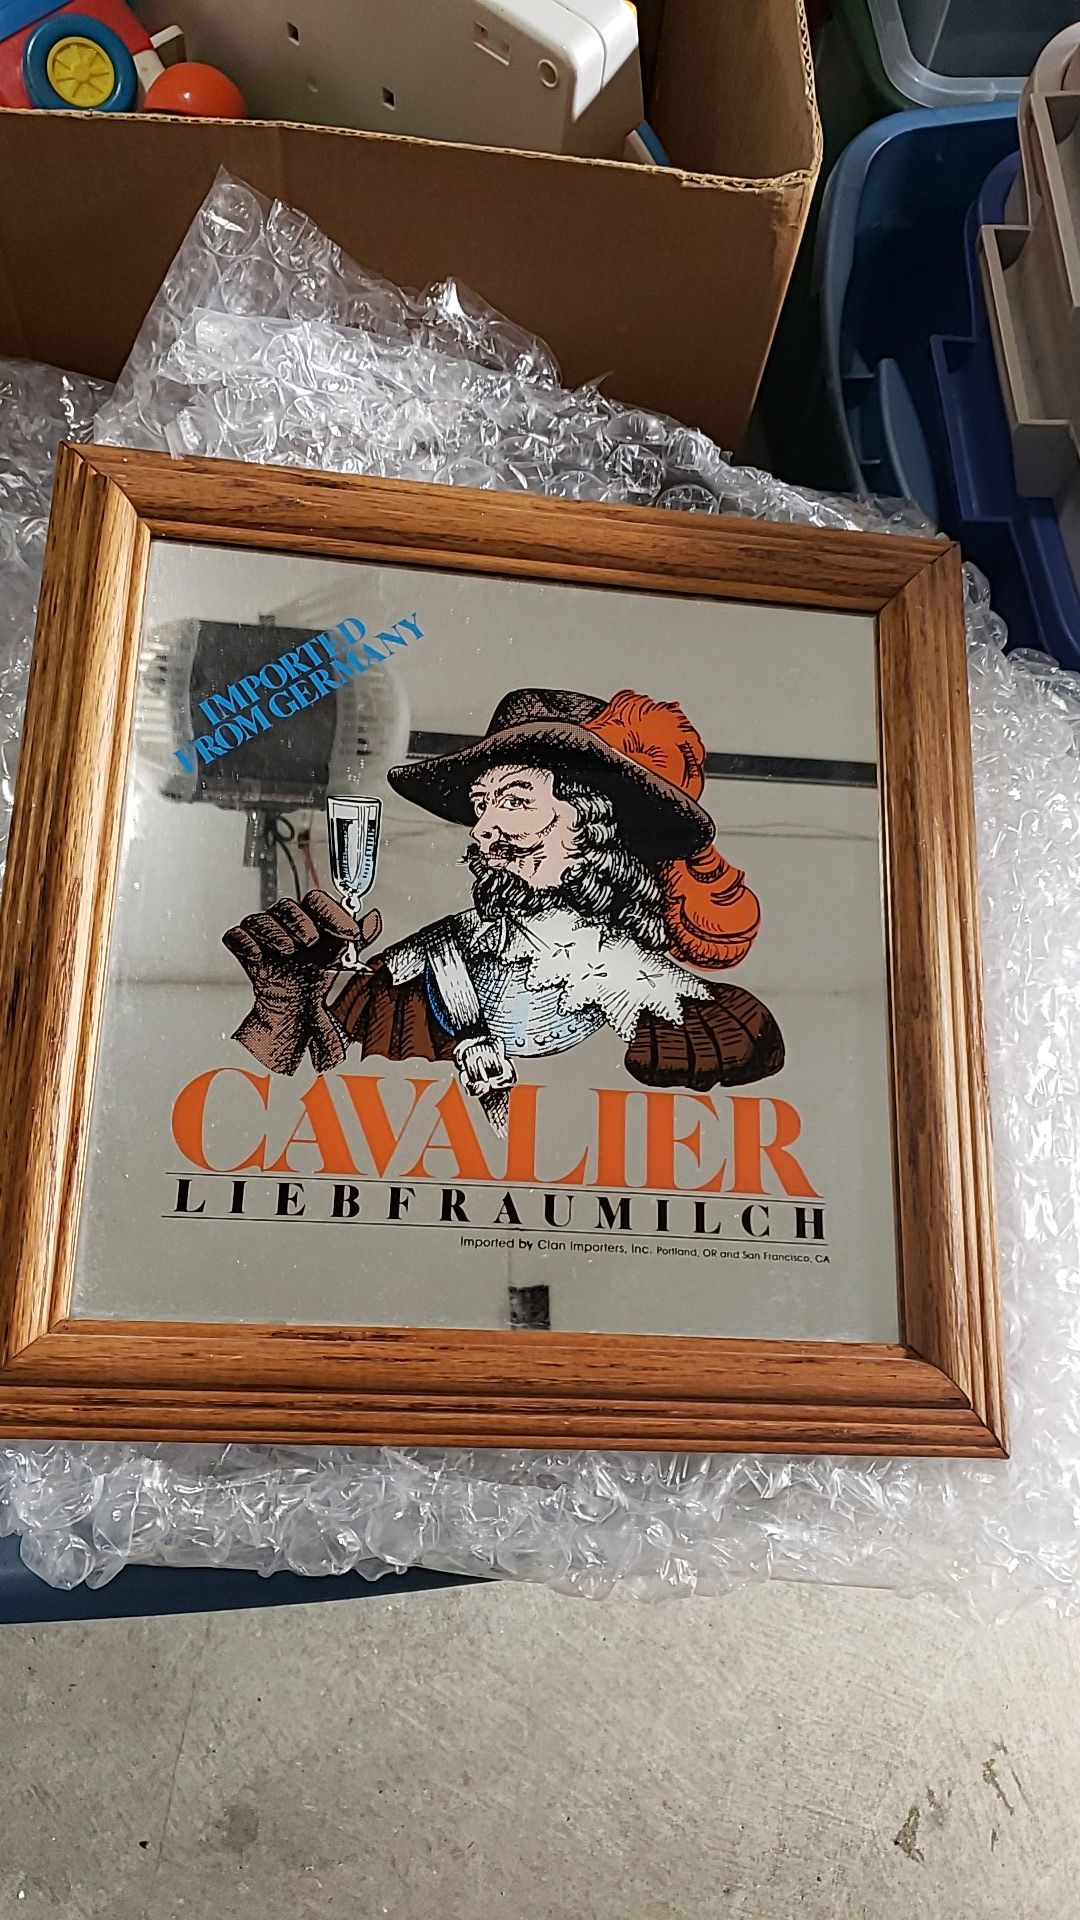 IMPORTED
FROM GERMANY
CAVALIER
LIEBFRAUMILCH
Imported by Clan Importers, Inc. Portland, OR and San Francisco, CA